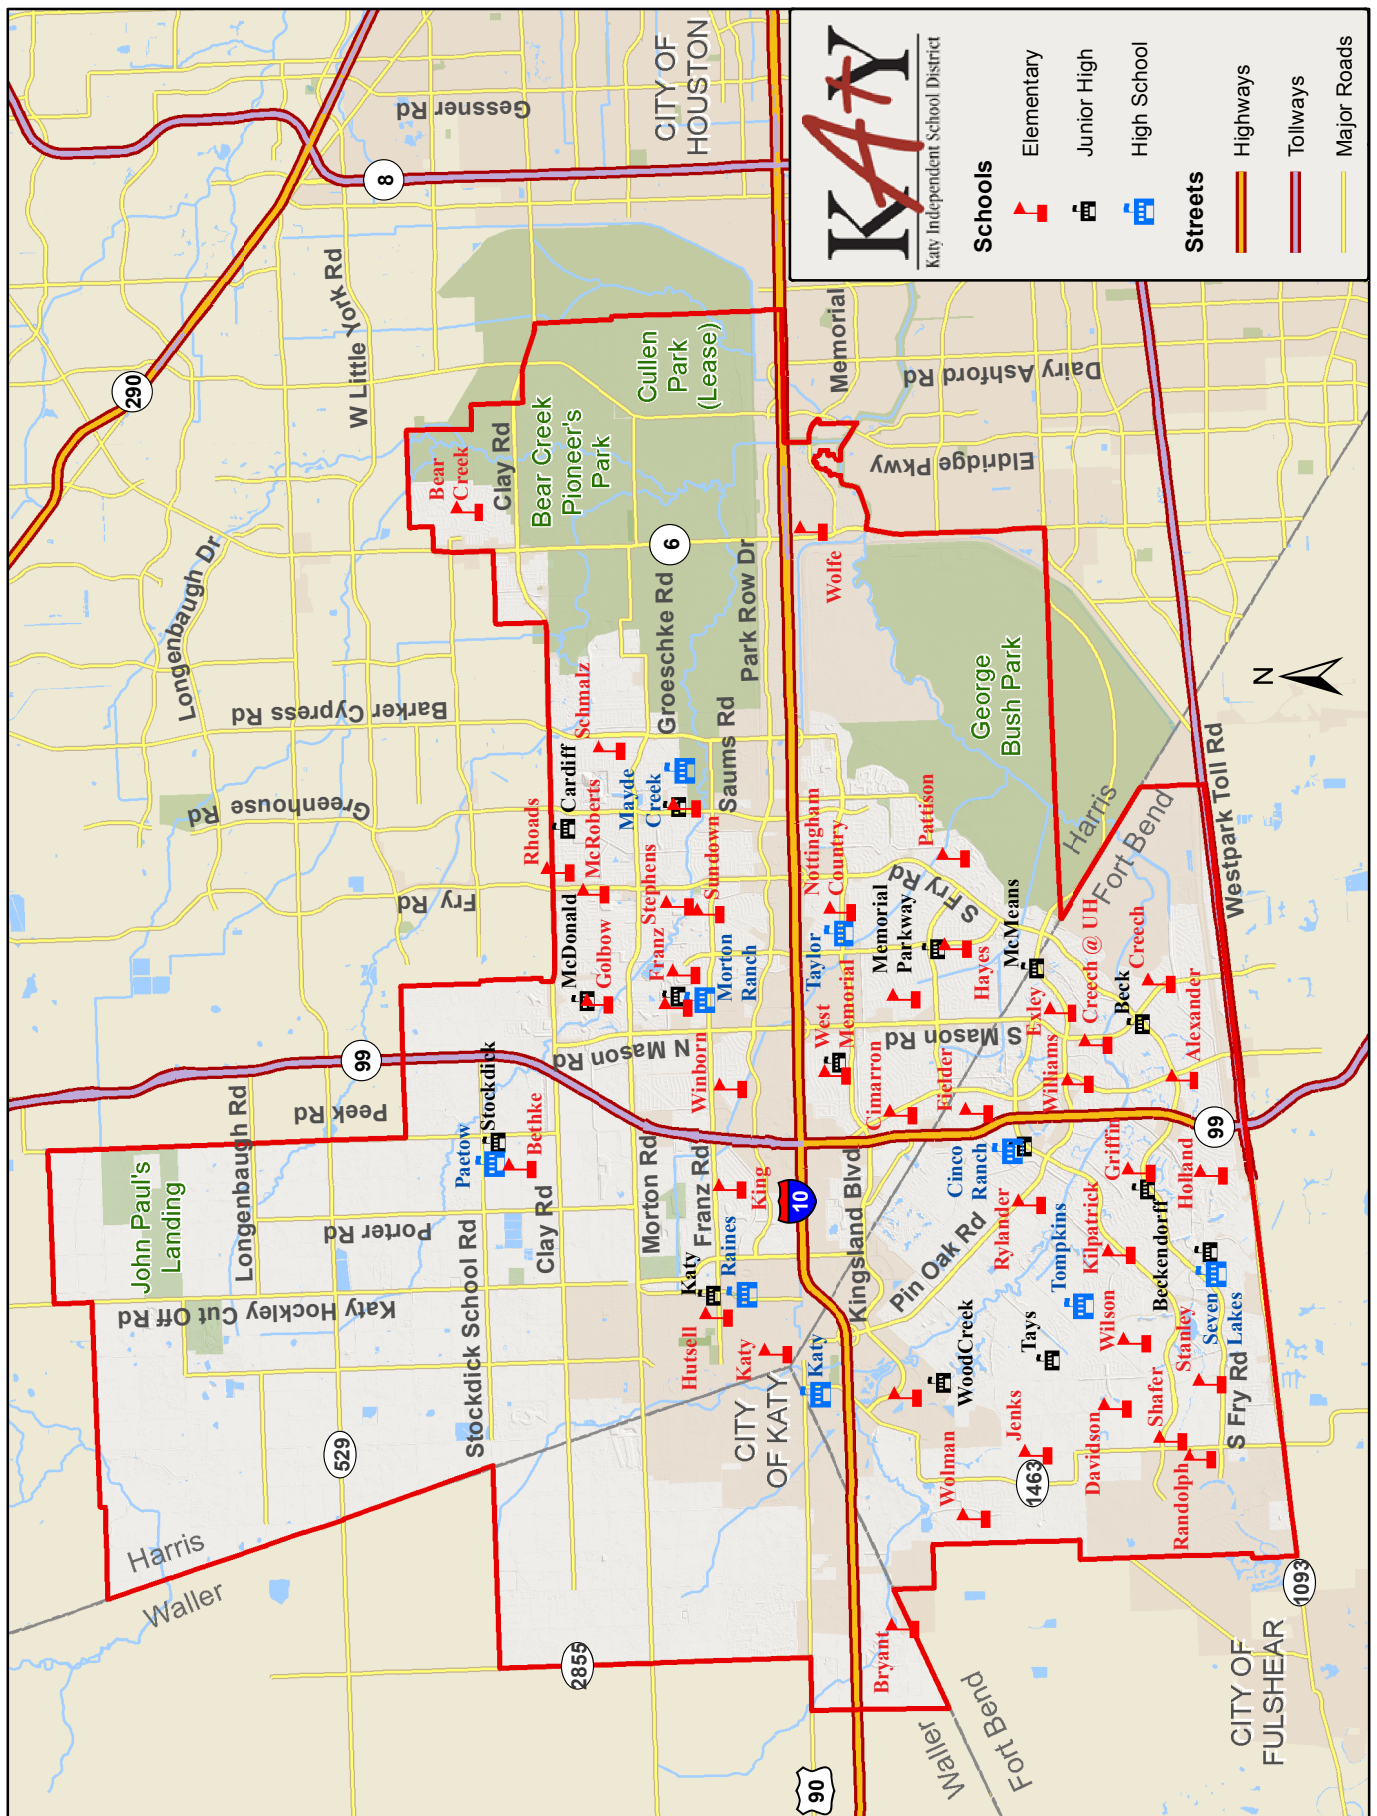 Gessner Rd
CITY OF
HOUSTON
8
290
W Little York Rd
Longenbaugh Dr
Barker Cypress Rd
Greenhouse Rd
Fry Rd
Bear
Creek
Clay Rd
Bear Creek
Pioneer's
Park
Cullen
Park
(Lease)
6
Groeschke Rd
Park Row Dr
Saums Rd
Memorial
Dairy Ashford Rd
Eldridge Pkwy
Wolfe
George
Bush Park
Harris
Fort Bend
Westpark Toll Rd
N
Schmalz
Cardiff
Rhoads
McRoberts
Mayde
Creek
Stephens
Sundown
McDonald
Golbow
Franz
Morton
Ranch
Winborn
N Mason Rd
Nottingham
Country
Taylor
Memorial
Parkway
S Fry Rd
Pattison
McMeans
Hayes
West
Memorial
Cimarron
Fielder
S Mason Rd
Exley
Williams
Creech @ UH
Beck
Creech
Alexander
99
99
Peek Rd
Longenbaugh Rd
John Paul's
Landing
Porter Rd
Katy Hockley Cut Off Rd
Stockdick
Bethke
Paetow
Clay Rd
Stockdick School Rd
Morton Rd
Franz Rd
King
Raines
Katy
Hutsell
Katy
Katy
CITY
OF KATY
10
Kingsland Blvd
Pin Oak Rd
Cinco
Ranch
Rylander
Tompkins
Kilpatrick
Griffin
Holland
Beckendorff
Seven
Lakes
Stanley
Wilson
Tays
WoodCreek
Jenks
Davidson
Shafer
Randolph
S Fry Rd
Wolman
1463
1093
529
2855
90
Bryant
Harris
Waller
Waller
Fort Bend
CITY OF
FULSHEAR
KATY
Katy Independent School District
Schools
Elementary
Junior High
High School
Streets
Highways
Tollways
Major Roads